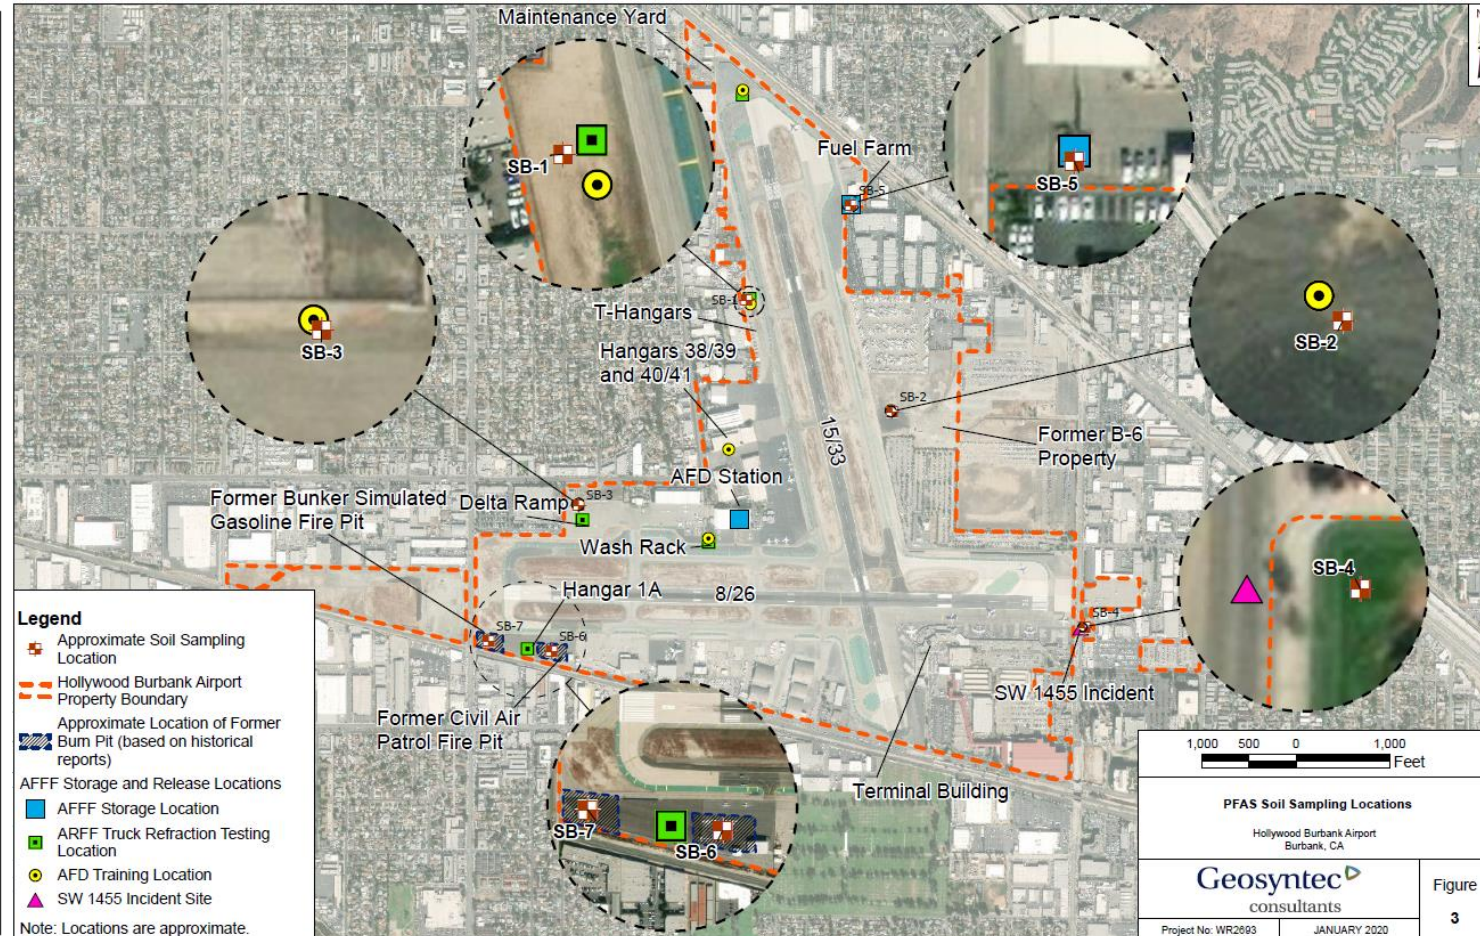 Maintenance Yard
SB-1
Fuel Farm
SB-5
SB-5
SB-3
T-Hangars
SB-1
Hangars 38/39
and 40/41
SB-2
SB-2
15/33
Former B-6
Property
AFD Station
Former Bunker Simulated
Gasoline Fire Pit
Delta Ramp
SB-3
Wash Rack
Hangar 1A
8/26
SB-4
SB-4
SB-7
SB-6
SW 1455 Incident
Former Civil Air
Patrol Fire Pit
Terminal Building
SB-7
SB-6
Legend
Approximate Soil Sampling
Location
Hollywood Burbank Airport
Property Boundary
Approximate Location of Former
Burn Pit (based on historical
reports)
AFFF Storage and Release Locations
AFFF Storage Location
ARFF Truck Refraction Testing
Location
AFD Training Location
SW 1455 Incident Site
Note: Locations are approximate.
1,000 500 0 1,000
Feet
PFAS Soil Sampling Locations
Hollywood Burbank Airport
Burbank, CA
Geosyntec
consultants
Figure
3
Project No: WR2693
JANUARY 2020